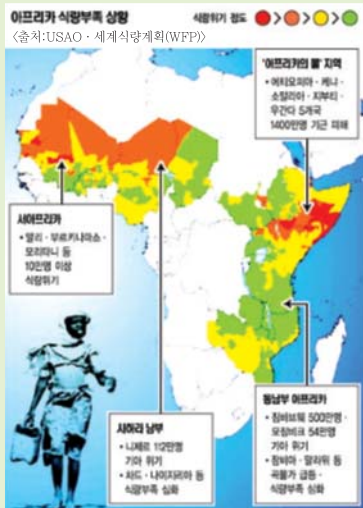 아프리카 식량부족 상황
식량위기 정도
〈출처:USAO · 세계식량계획(WFP)〉
'아프리카의 뿔' 지역
• 에티오피아 · 케냐 ·
소말리아 · 지부티 ·
우간다 5개국
1400만명 기근 피해
서아프리카
• 말리 · 부르키나파소 ·
모리타니 등
10만명 이상
식량위기
사하라 남부
• 니제르 112만명
기아 위기
• 차드 · 나이지리아 등
식량부족 심화
동남부 아프리카
• 짐바브웨 500만명 ·
모잠비크 54만명
기아 위기
• 잠비아 · 말라위 등
곡물가 급등 ·
식량부족 심화